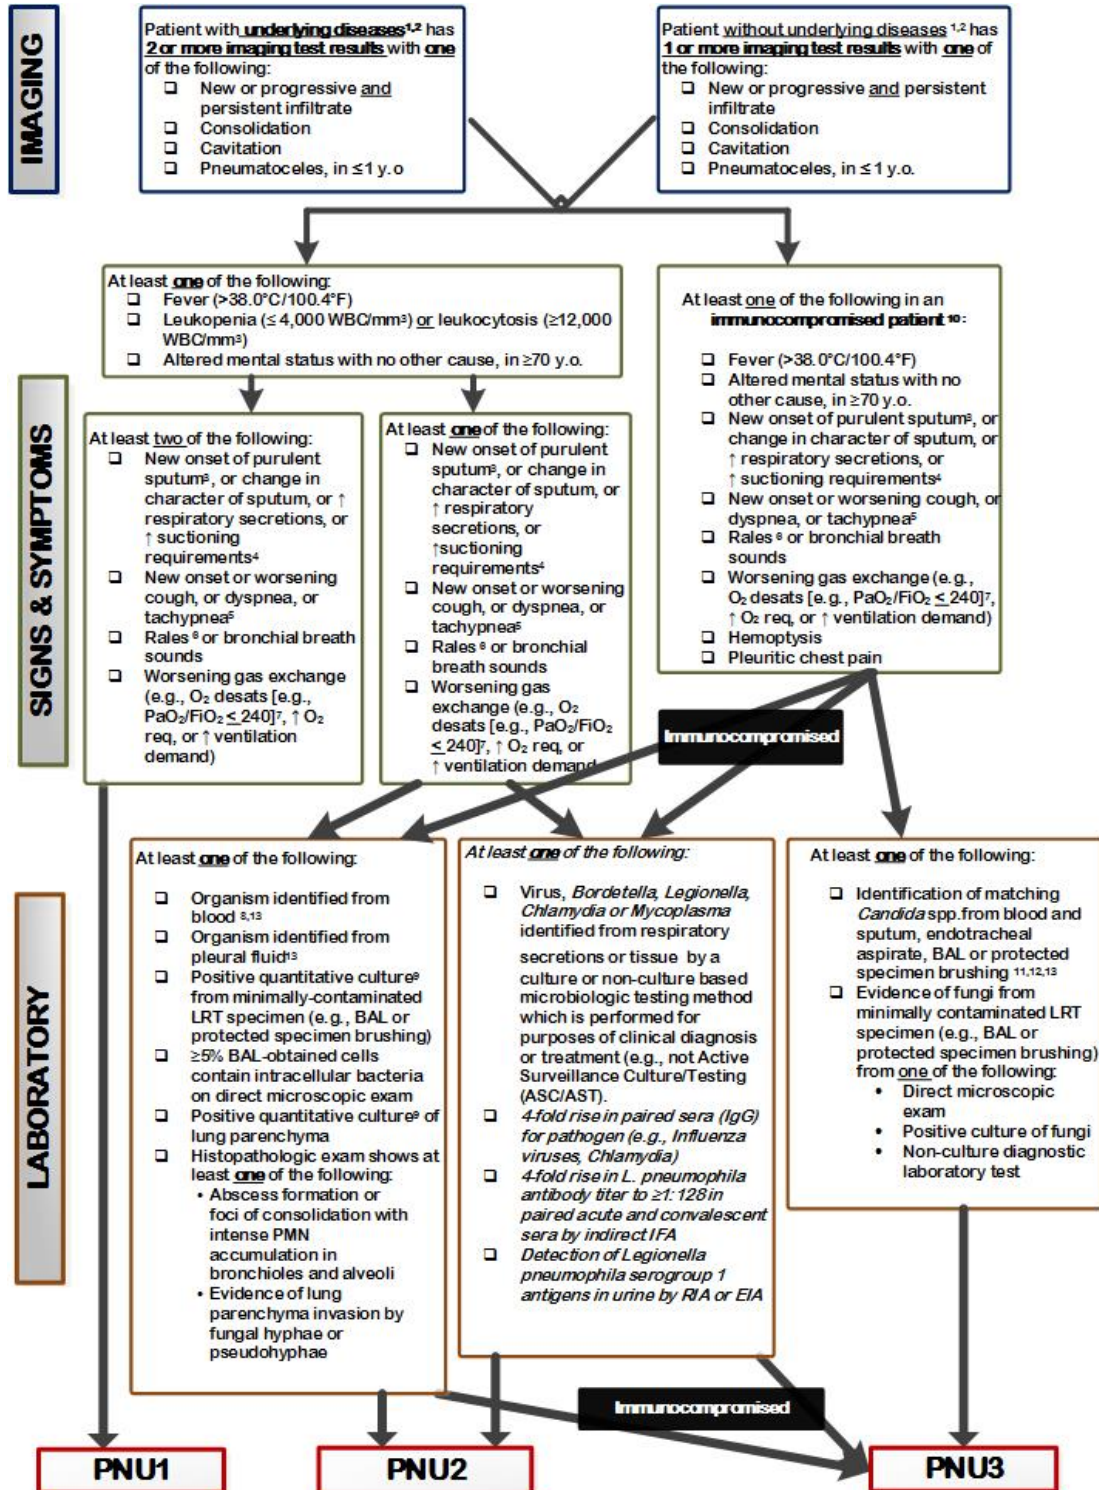 IMAGING
Patient with underlying diseases¹,² has
2 or more imaging test results with one
of the following:
❑ New or progressive and
persistent infiltrate
❑ Consolidation
❑ Cavitation
❑ Pneumatoceles, in ≤1 y.o
Patient without underlying diseases ¹,² has
1 or more imaging test results with one of
the following:
❑ New or progressive and persistent
infiltrate
❑ Consolidation
❑ Cavitation
❑ Pneumatoceles, in ≤ 1 y.o.
SIGNS & SYMPTOMS
At least one of the following:
❑ Fever (>38.0°C/100.4°F)
❑ Leukopenia (≤ 4,000 WBC/mm³) or leukocytosis (≥12,000
WBC/mm³)
❑ Altered mental status with no other cause, in ≥70 y.o.
At least two of the following:
❑ New onset of purulent
sputum³, or change in
character of sputum, or ↑
respiratory secretions, or
↑ suctioning
requirements⁴
❑ New onset or worsening
cough, or dyspnea, or
tachypnea⁵
❑ Rales ⁶ or bronchial breath
sounds
❑ Worsening gas exchange
(e.g., O₂ desats [e.g.,
PaO₂/FiO₂ ≤ 240]⁷, ↑ O₂
req, or ↑ ventilation
demand)
At least one of the following:
❑ New onset of purulent
sputum³, or change in
character of sputum, or
↑ respiratory
secretions, or
↑suctioning
requirements⁴
❑ New onset or worsening
cough, or dyspnea, or
tachypnea⁵
❑ Rales ⁶ or bronchial
breath sounds
❑ Worsening gas
exchange (e.g., O₂
desats [e.g., PaO₂/FiO₂
≤ 240]⁷, ↑ O₂ req, or
↑ ventilation demand
At least one of the following in an
immunocompromised patient ¹⁰:
❑ Fever (>38.0°C/100.4°F)
❑ Altered mental status with no
other cause, in ≥70 y.o.
❑ New onset of purulent sputum³, or
change in character of sputum, or
↑ respiratory secretions, or
↑ suctioning requirements⁴
❑ New onset or worsening cough, or
dyspnea, or tachypnea⁵
❑ Rales ⁶ or bronchial breath
sounds
❑ Worsening gas exchange (e.g.,
O₂ desats [e.g., PaO₂/FiO₂ ≤ 240]⁷,
↑ O₂ req, or ↑ ventilation demand)
❑ Hemoptysis
❑ Pleuritic chest pain
Immunocompromised
LABORATORY
At least one of the following:
❑ Organism identified from
blood ⁸,¹³
❑ Organism identified from
pleural fluid¹³
❑ Positive quantitative culture⁹
from minimally-contaminated
LRT specimen (e.g., BAL or
protected specimen brushing)
❑ ≥5% BAL-obtained cells
contain intracellular bacteria
on direct microscopic exam
❑ Positive quantitative culture⁹ of
lung parenchyma
❑ Histopathologic exam shows at
least one of the following:
• Abscess formation or
foci of consolidation with
intense PMN
accumulation in
bronchioles and alveoli
• Evidence of lung
parenchyma invasion by
fungal hyphae or
pseudohyphae
At least one of the following:
❑ Virus, Bordetella, Legionella,
Chlamydia or Mycoplasma
identified from respiratory
secretions or tissue by a
culture or non-culture based
microbiologic testing method
which is performed for
purposes of clinical diagnosis
or treatment (e.g., not Active
Surveillance Culture/Testing
(ASC/AST).
❑ 4-fold rise in paired sera (IgG)
for pathogen (e.g., Influenza
viruses, Chlamydia)
❑ 4-fold rise in L. pneumophila
antibody titer to ≥1:128 in
paired acute and convalescent
sera by indirect IFA
❑ Detection of Legionella
pneumophila serogroup 1
antigens in urine by RIA or EIA
At least one of the following:
❑ Identification of matching
Candida spp.from blood and
sputum, endotracheal
aspirate, BAL or protected
specimen brushing ¹¹,¹²,¹³
❑ Evidence of fungi from
minimally contaminated LRT
specimen (e.g., BAL or
protected specimen brushing)
from one of the following:
• Direct microscopic
exam
• Positive culture of fungi
• Non-culture diagnostic
laboratory test
Immunocompromised
PNU1
PNU2
PNU3